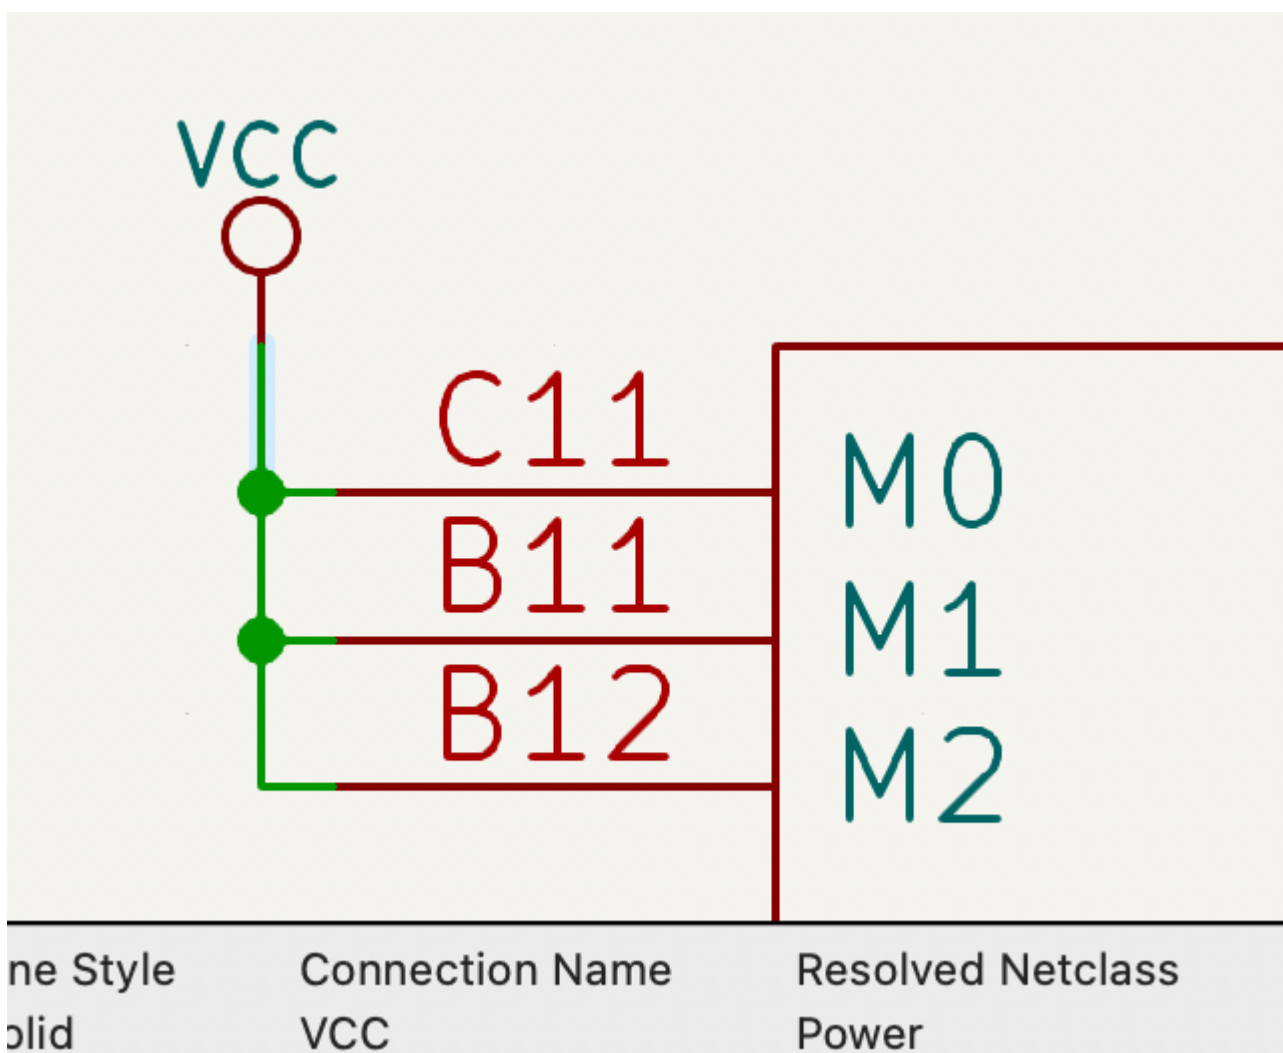 VCC
C11
M0
B11
M1
B12
M2
ne Style Connection Name Resolved Netclass
olid VCC Power